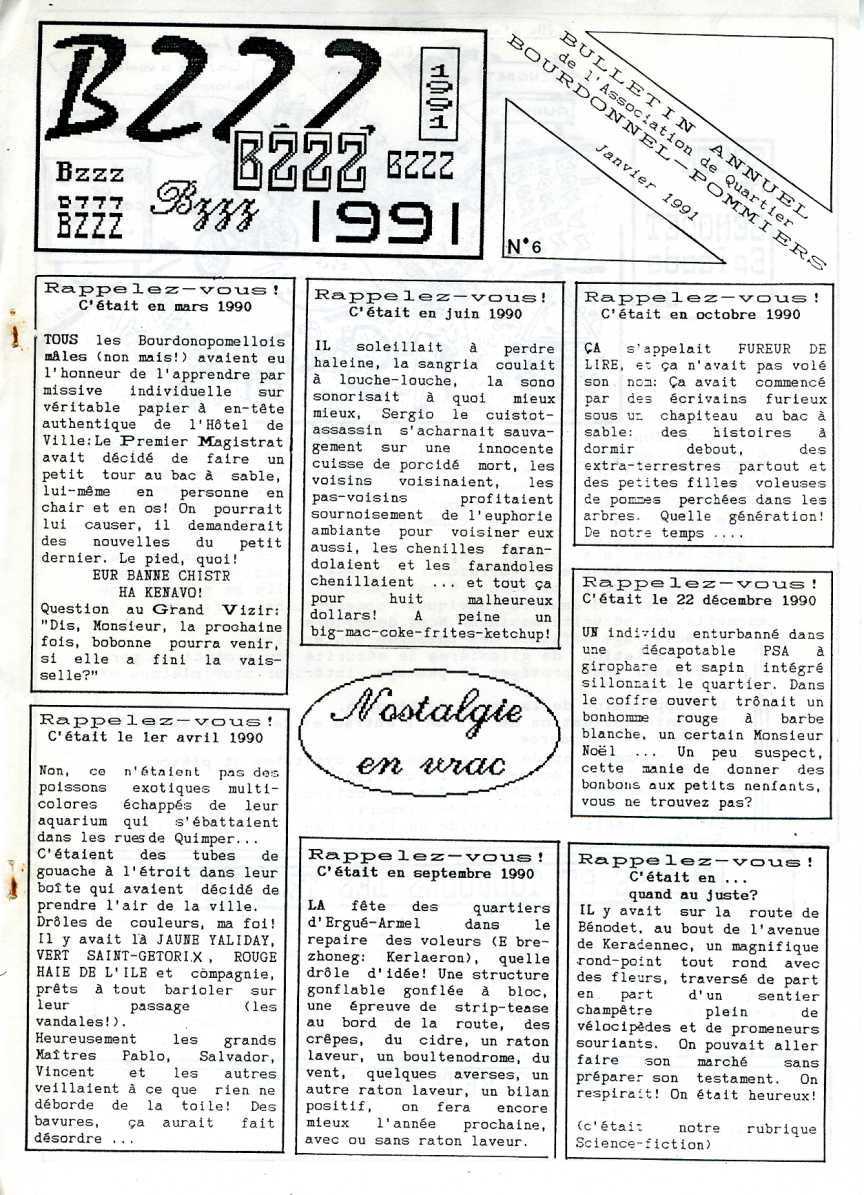 Bzzz
1991
Bzzz
BZZZ
BZZZ
Bzzz
BZZZ
Bzzz
1991
BULLETIN ANNUEL
de l'Association de Quartier
BOURDONNEL-POMMIERS
Janvier 1991
N°6
Rappelez-vous!
C'était en mars 1990
TOUS les Bourdonopomellois
mâles (non mais!) avaient eu
l'honneur de l'apprendre par
missive individuelle sur
véritable papier à en-tête
authentique de l'Hôtel de
Ville:Le Premier Magistrat
avait décidé de faire un
petit tour au bac à sable,
lui-même en personne en
chair et en os! On pourrait
lui causer, il demanderait
des nouvelles du petit
dernier. Le pied, quoi!
EUR BANNE CHISTR
HA KENAVO!
Question au Grand Vizir:
"Dis, Monsieur, la prochaine
fois, bobonne pourra venir,
si elle a fini la vais-
selle?"
Rappelez-vous!
C'était le 1er avril 1990
Non, ce n'étaient pas des
poissons exotiques multi-
colores échappés de leur
aquarium qui s'ébattaient
dans les rues de Quimper...
C'étaient des tubes de
gouache à l'étroit dans leur
boîte qui avaient décidé de
prendre l'air de la ville.
Drôles de couleurs, ma foi!
Il y avait là JAUNE YALIDAY,
VERT SAINT-GETORIX, ROUGE
HAIE DE L'ILE et compagnie,
prêts à tout barioler sur
leur passage (les
vandales!).
Heureusement les grands
Maîtres Pablo, Salvador,
Vincent et les autres
veillaient à ce que rien ne
déborde de la toile! Des
bavures, ça aurait fait
désordre ...
Rappelez-vous!
C'était en juin 1990
IL soleillait à perdre
haleine, la sangria coulait
à louche-louche, la sono
sonorisait à quoi mieux
mieux, Sergio le cuistot-
assassin s'acharnait sauva-
gement sur une innocente
cuisse de porcidé mort, les
voisins voisinaient, les
pas-voisins profitaient
sournoisement de l'euphorie
ambiante pour voisiner eux
aussi, les chenilles faran-
dolaient et les farandoles
chenillaient ... et tout ça
pour huit malheureux
dollars! A peine un
big-mac-coke-frites-ketchup!
Nostalgie
en vrac
Rappelez-vous!
C'était en septembre 1990
LA fête des quartiers
d'Ergué-Armel dans le
repaire des voleurs (E bre-
zhoneg: Kerlaeron), quelle
drôle d'idée! Une structure
gonflable gonflée à bloc,
une épreuve de strip-tease
au bord de la route, des
crêpes, du cidre, un raton
laveur, un boultenodrome, du
vent, quelques averses, un
autre raton laveur, un bilan
positif, on fera encore
mieux l'année prochaine,
avec ou sans raton laveur.
Rappelez-vous!
C'était en octobre 1990
ÇA s'appelait FUREUR DE
LIRE, et ça n'avait pas volé
son nom: Ça avait commencé
par des écrivains furieux
sous un chapiteau au bac à
sable: des histoires à
dormir debout, des
extra-terrestres partout et
des petites filles voleuses
de pommes perchées dans les
arbres. Quelle génération!
De notre temps ....
Rappelez-vous!
C'était le 22 décembre 1990
UN individu enturbanné dans
une décapotable PSA à
girophare et sapin intégré
sillonnait le quartier. Dans
le coffre ouvert trônait un
bonhomme rouge à barbe
blanche, un certain Monsieur
Noël ... Un peu suspect,
cette manie de donner des
bonbons aux petits nenfants,
vous ne trouvez pas?
Rappelez-vous!
C'était en ...
quand au juste?
IL y avait sur la route de
Bénodet, au bout de l'avenue
de Keradennec, un magnifique
rond-point tout rond avec
des fleurs, traversé de part
en part d'un sentier
champêtre plein de
vélocipèdes et de promeneurs
souriants. On pouvait aller
faire son marché sans
préparer son testament. On
respirait! On était heureux!
(c'était notre rubrique
Science-fiction)